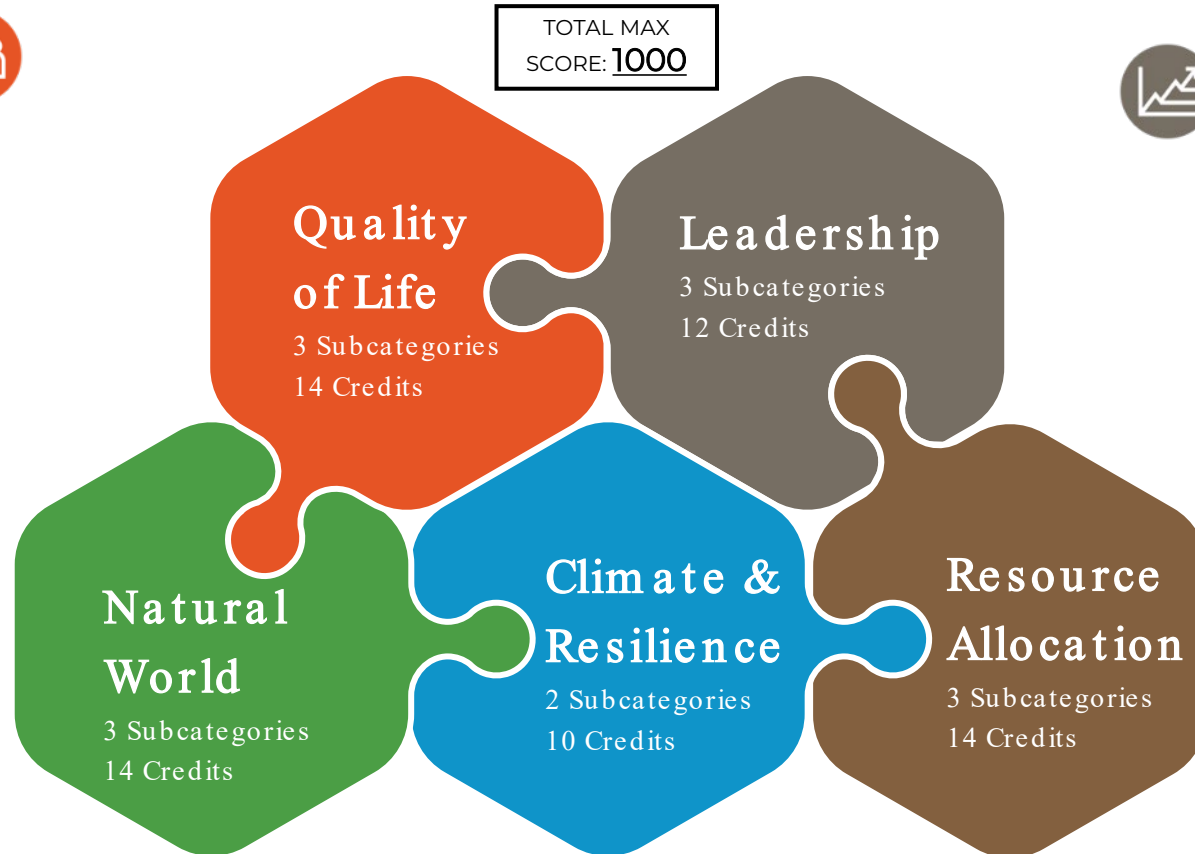 TOTAL MAX
SCORE: 1000
Quality
of Life
3 Subcategories
14 Credits
Leadership
3 Subcategories
12 Credits
Natural
World
3 Subcategories
14 Credits
Climate &
Resilience
2 Subcategories
10 Credits
Resource
Allocation
3 Subcategories
14 Credits